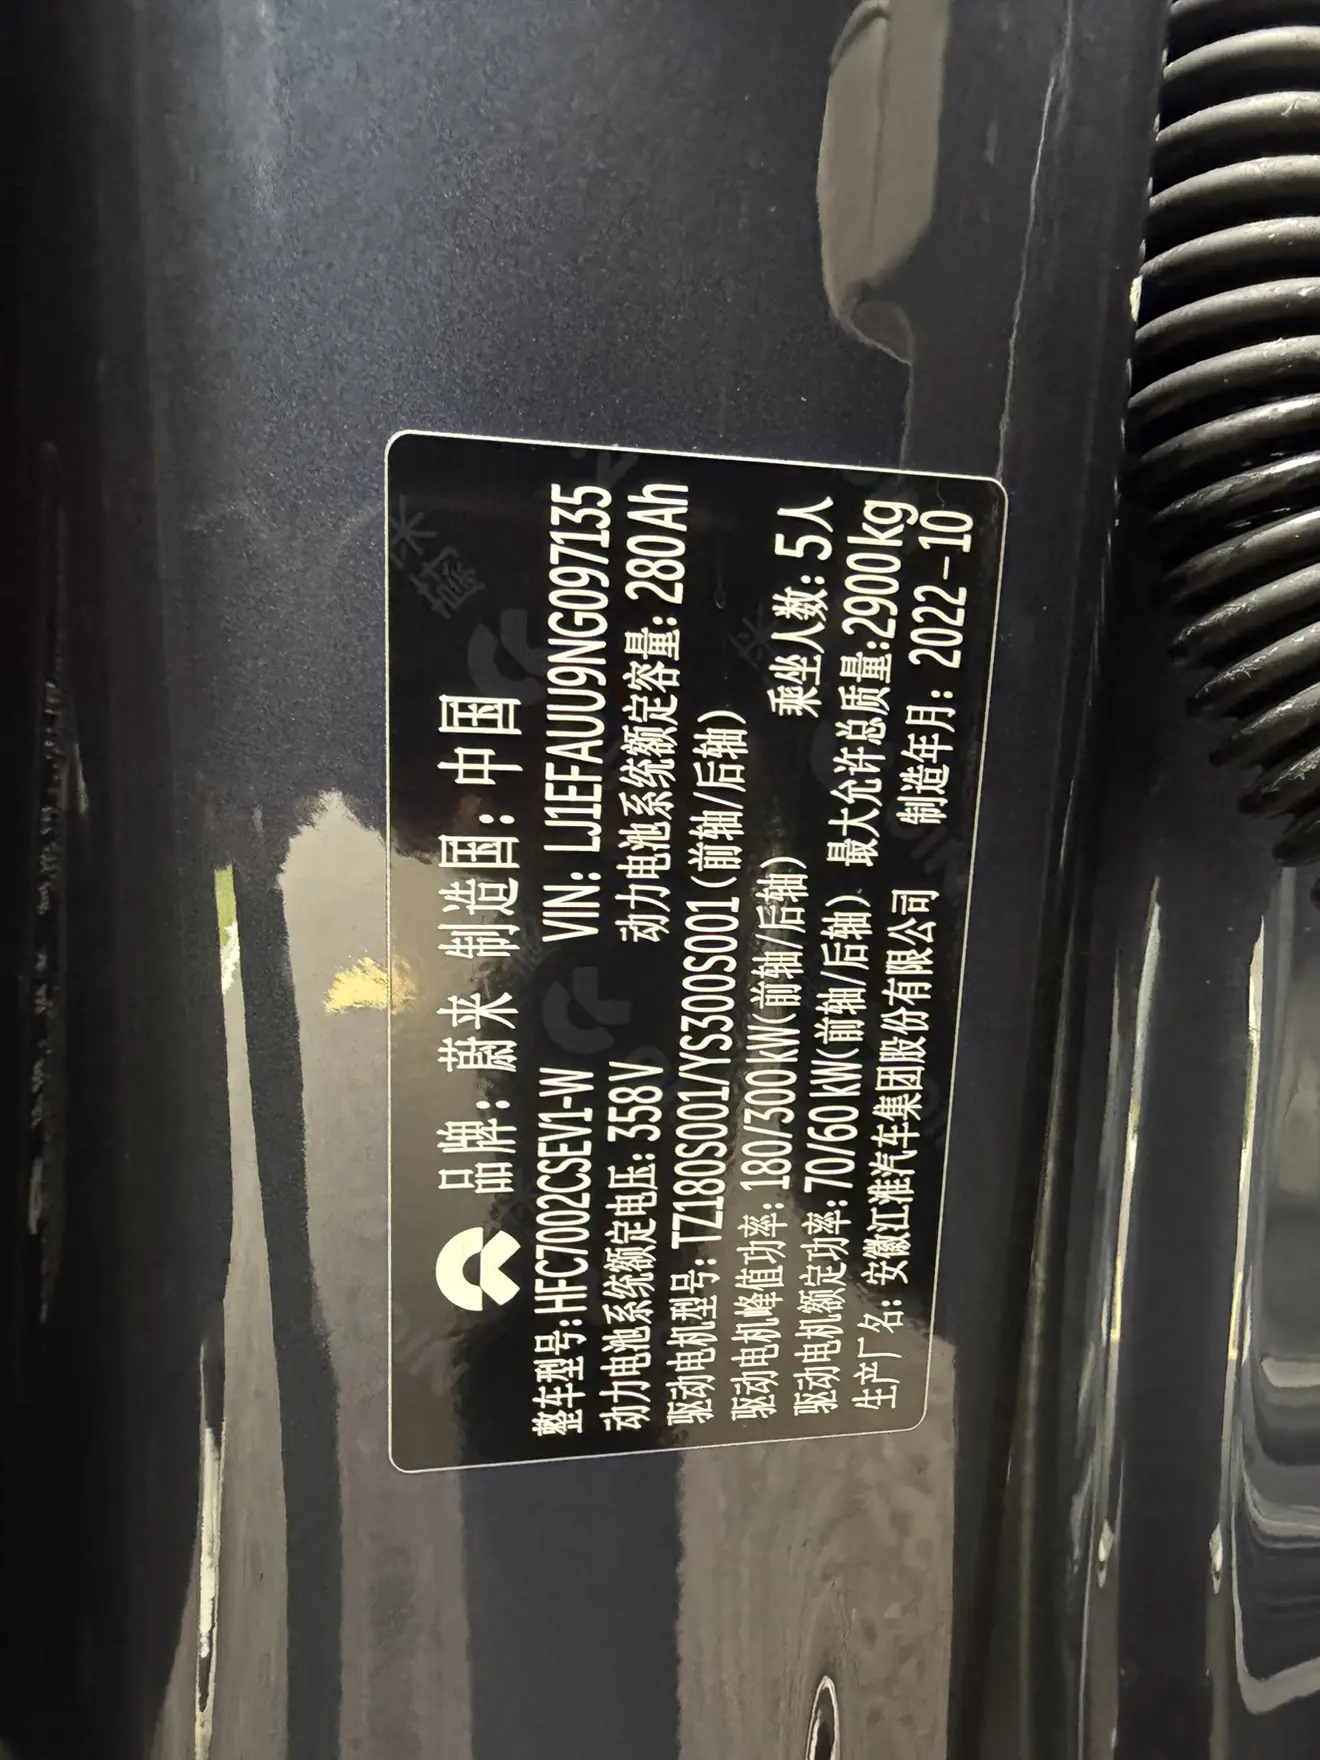 品牌：蔚来 制造国：中国
整车型号：HFC7002CSEV1-W VIN：LJ1EFAUU9NG097135
动力电池系统额定电压：358V 动力电池系统额定容量：280Ah
驱动电机型号：TZ180S001/YS300S001（前轴/后轴）
驱动电机峰值功率：180/300kW（前轴/后轴） 乘坐人数：5人
驱动电机额定功率：70/60kW（前轴/后轴） 最大允许总质量：2900kg
生产厂名：安徽江淮汽车集团股份有限公司 制造年月：2022-10